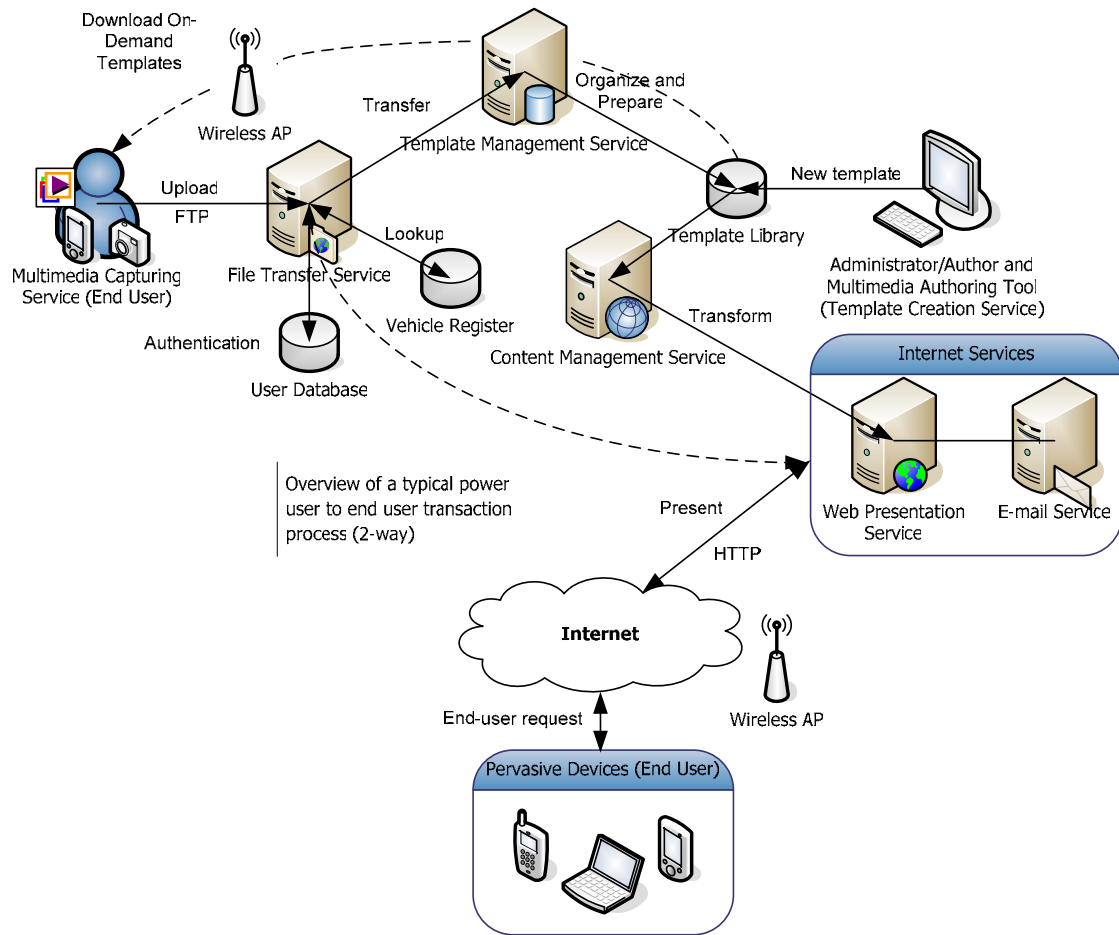 Download On-
Demand
Templates
Wireless AP
Transfer
Organize and
Prepare
Template Management Service
Upload
FTP
New template
Lookup
Template Library
Multimedia Capturing
Service (End User)
File Transfer Service
Administrator/Author and
Multimedia Authoring Tool
(Template Creation Service)
Vehicle Register
Transform
Authentication
Content Management Service
Internet Services
User Database
Overview of a typical power
user to end user transaction
process (2-way)
Present
Web Presentation
Service
E-mail Service
HTTP
Internet
End-user request
Wireless AP
Pervasive Devices (End User)